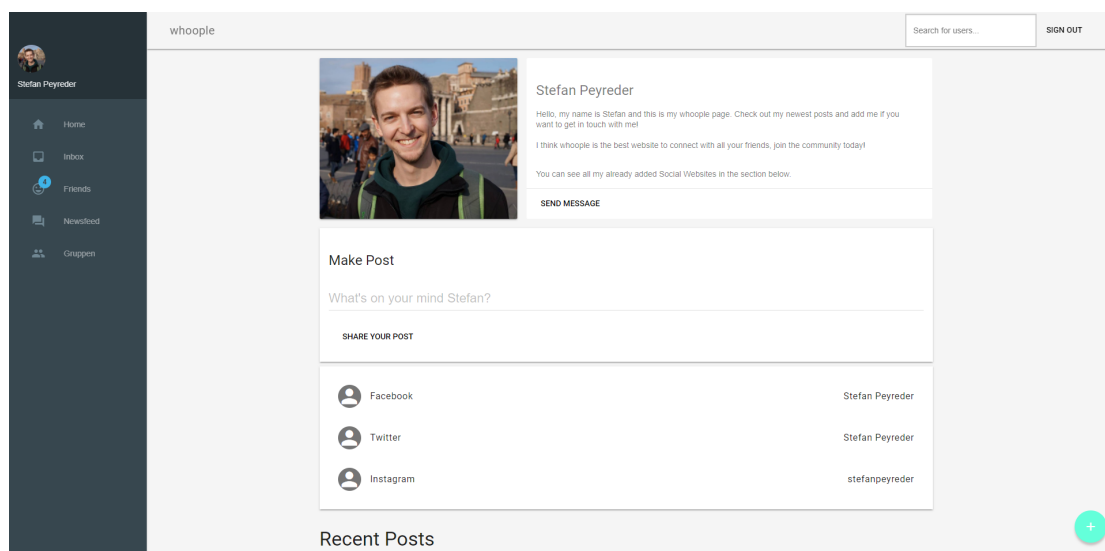 whoople
Search for users...
SIGN OUT
Stefan Peyreder
Home
Inbox
4
Friends
Newsfeed
Gruppen
Stefan Peyreder
Hello, my name is Stefan and this is my whoople page. Check out my newest posts and add me if you
want to get in touch with me!
I think whoople is the best website to connect with all your friends, join the community today!
You can see all my already added Social Websites in the section below.
SEND MESSAGE
Make Post
What's on your mind Stefan?
SHARE YOUR POST
Facebook
Stefan Peyreder
Twitter
Stefan Peyreder
Instagram
stefanpeyreder
Recent Posts
+